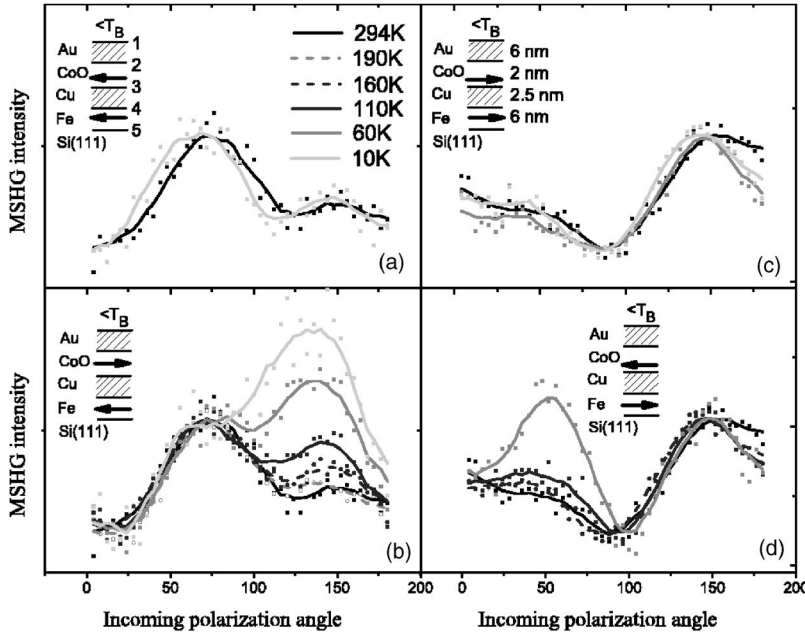 <T_B
Au
CoO
Cu
Fe
Si(111)
1
2
3
4
5
294K
190K
160K
110K
60K
10K
(a)
<T_B
Au
CoO
Cu
Fe
Si(111)
6 nm
2 nm
2.5 nm
6 nm
(c)
MSHG intensity
<T_B
Au
CoO
Cu
Fe
Si(111)
(b)
<T_B
Au
CoO
Cu
Fe
Si(111)
(d)
MSHG intensity
0 50 100 150 200
0 50 100 150 200
Incoming polarization angle
Incoming polarization angle